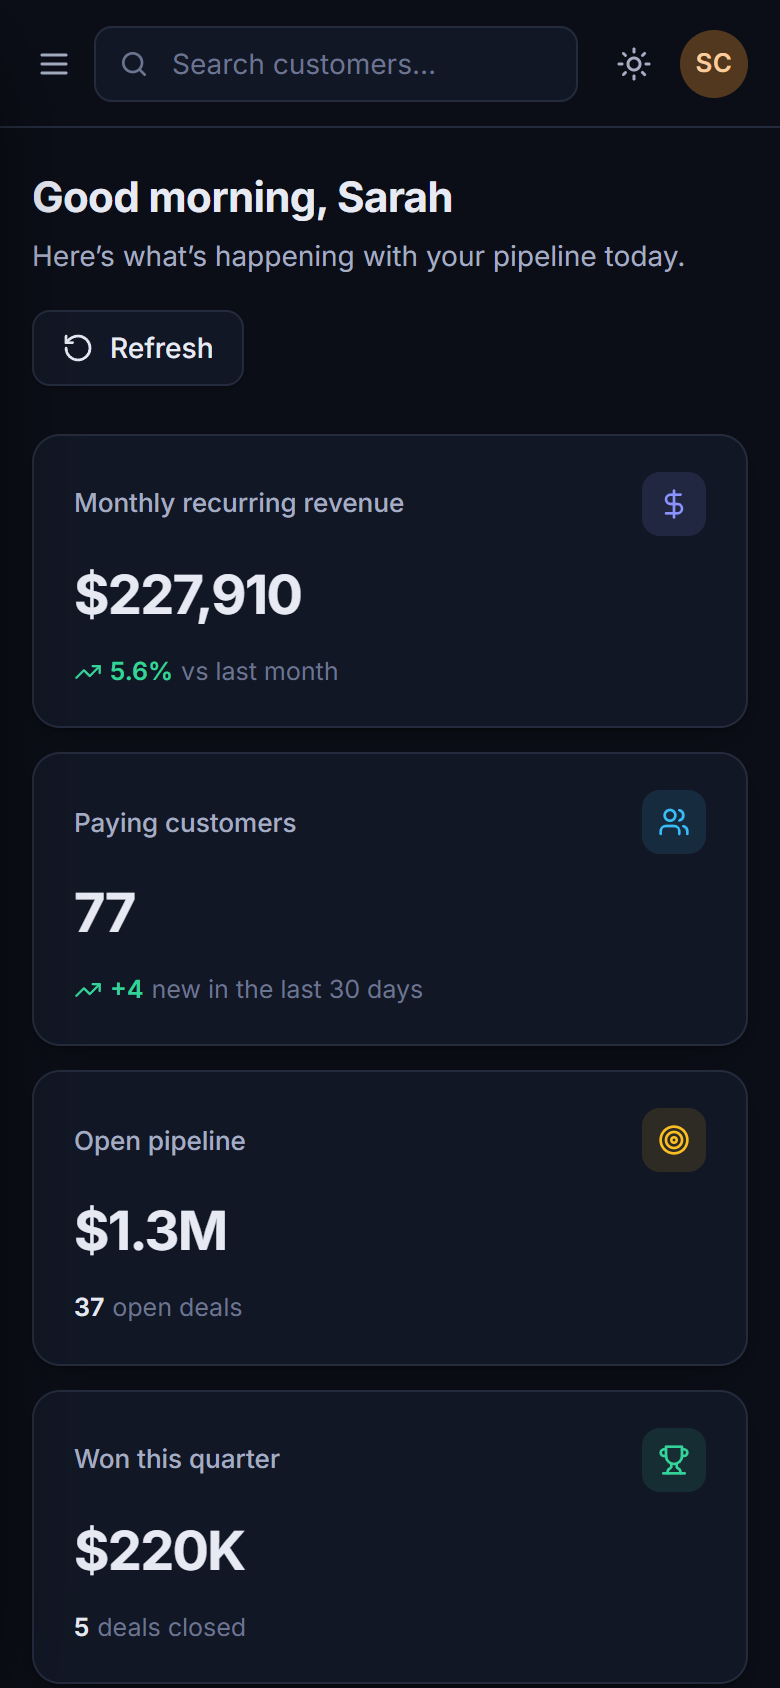 Search customers...
SC
Good morning, Sarah
Here’s what’s happening with your pipeline today.
Refresh
Monthly recurring revenue
$227,910
5.6% vs last month
Paying customers
77
+4 new in the last 30 days
Open pipeline
$1.3M
37 open deals
Won this quarter
$220K
5 deals closed